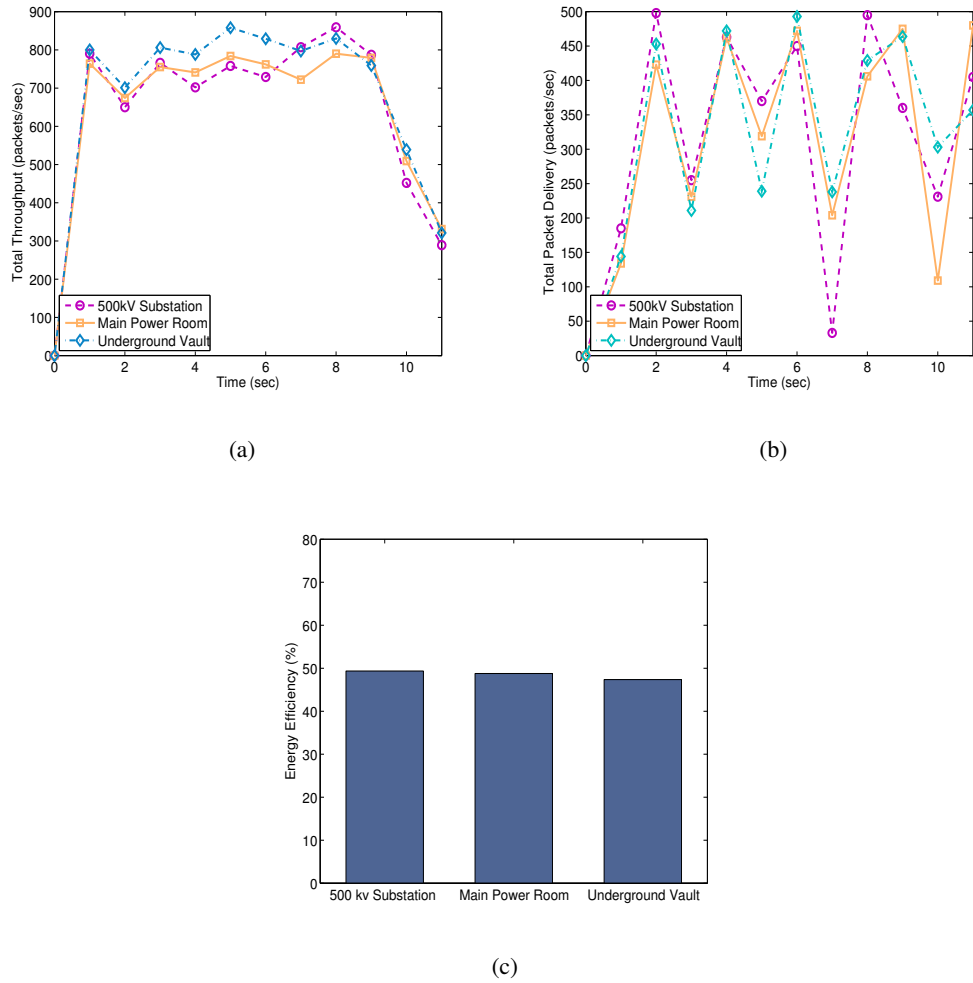 900
800
700
600
500
400
300
200
100
0
Total Throughput (packets/sec)
500kV Substation
Main Power Room
Underground Vault
0 2 4 6 8 10
Time (sec)
(a)
500
450
400
350
300
250
200
150
100
50
0
Total Packet Delivery (packets/sec)
500kV Substation
Main Power Room
Underground Vault
0 2 4 6 8 10
Time (sec)
(b)
80
70
60
50
40
30
20
10
0
Energy Efficiency (%)
500 kv Substation Main Power Room Underground Vault
(c)